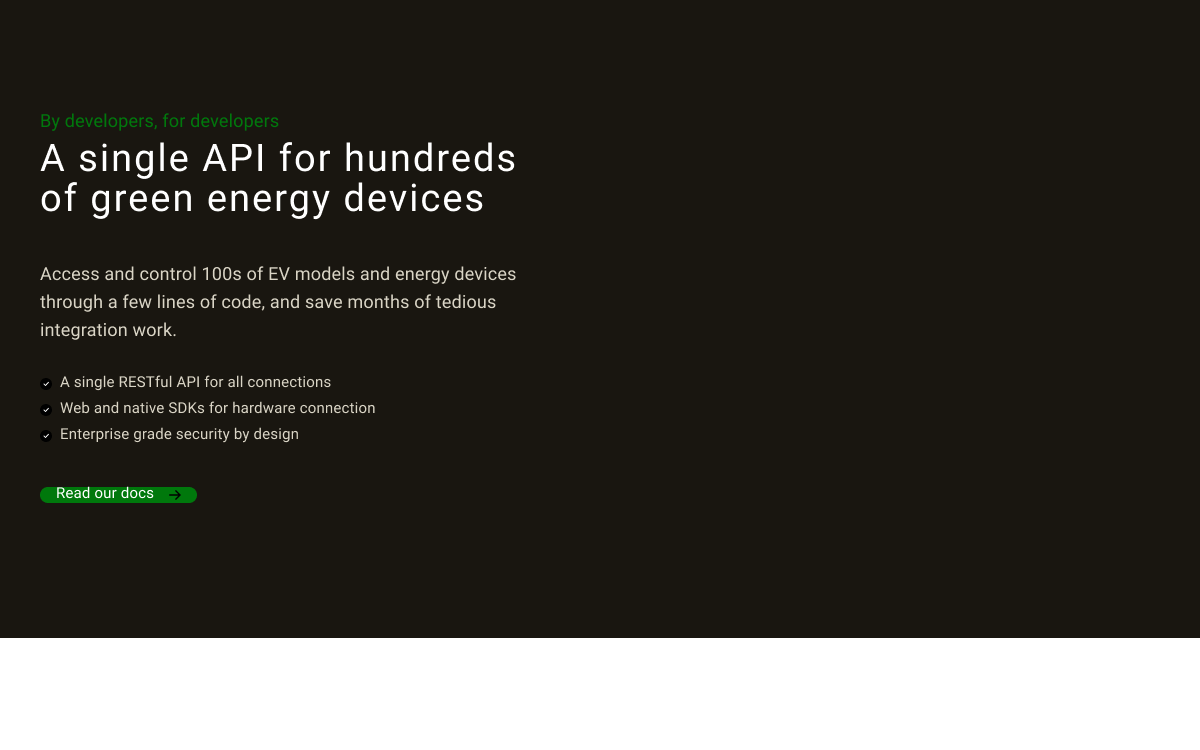 By developers, for developers
A single API for hundreds
of green energy devices
Access and control 100s of EV models and energy devices
through a few lines of code, and save months of tedious
integration work.
A single RESTful API for all connections
Web and native SDKs for hardware connection
Enterprise grade security by design
Read our docs